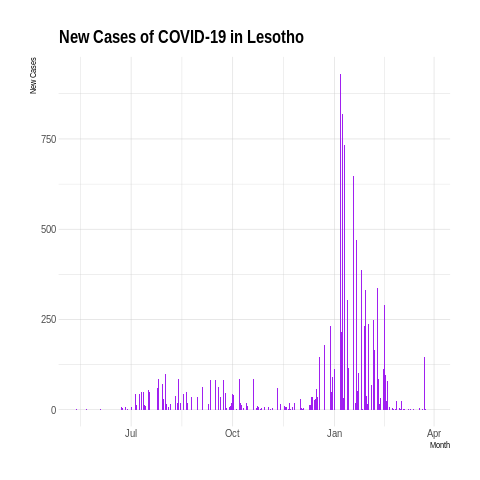 New Cases of COVID-19 in Lesotho
New Cases
750
500
250
0
Jul Oct Jan Apr
Month